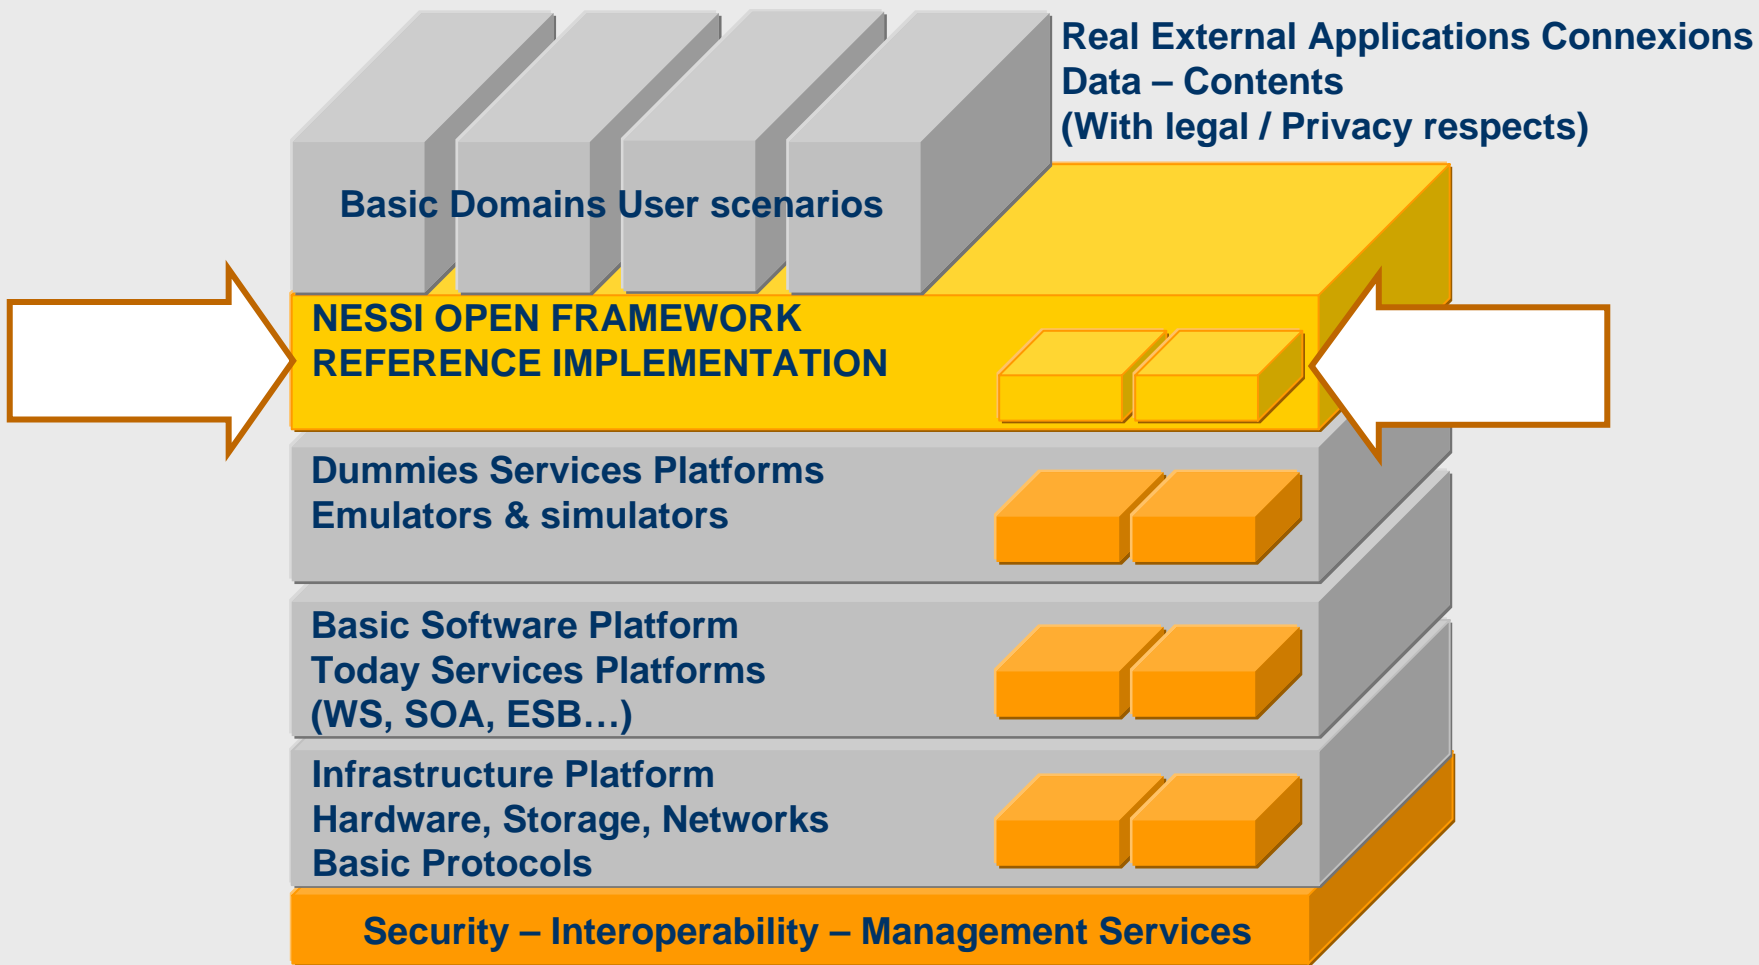 Real External Applications Connexions
Data – Contents
(With legal / Privacy respects)
Basic Domains User scenarios
NESSI OPEN FRAMEWORK
REFERENCE IMPLEMENTATION
Dummies Services Platforms
Emulators & simulators
Basic Software Platform
Today Services Platforms
(WS, SOA, ESB…)
Infrastructure Platform
Hardware, Storage, Networks
Basic Protocols
Security – Interoperability – Management Services